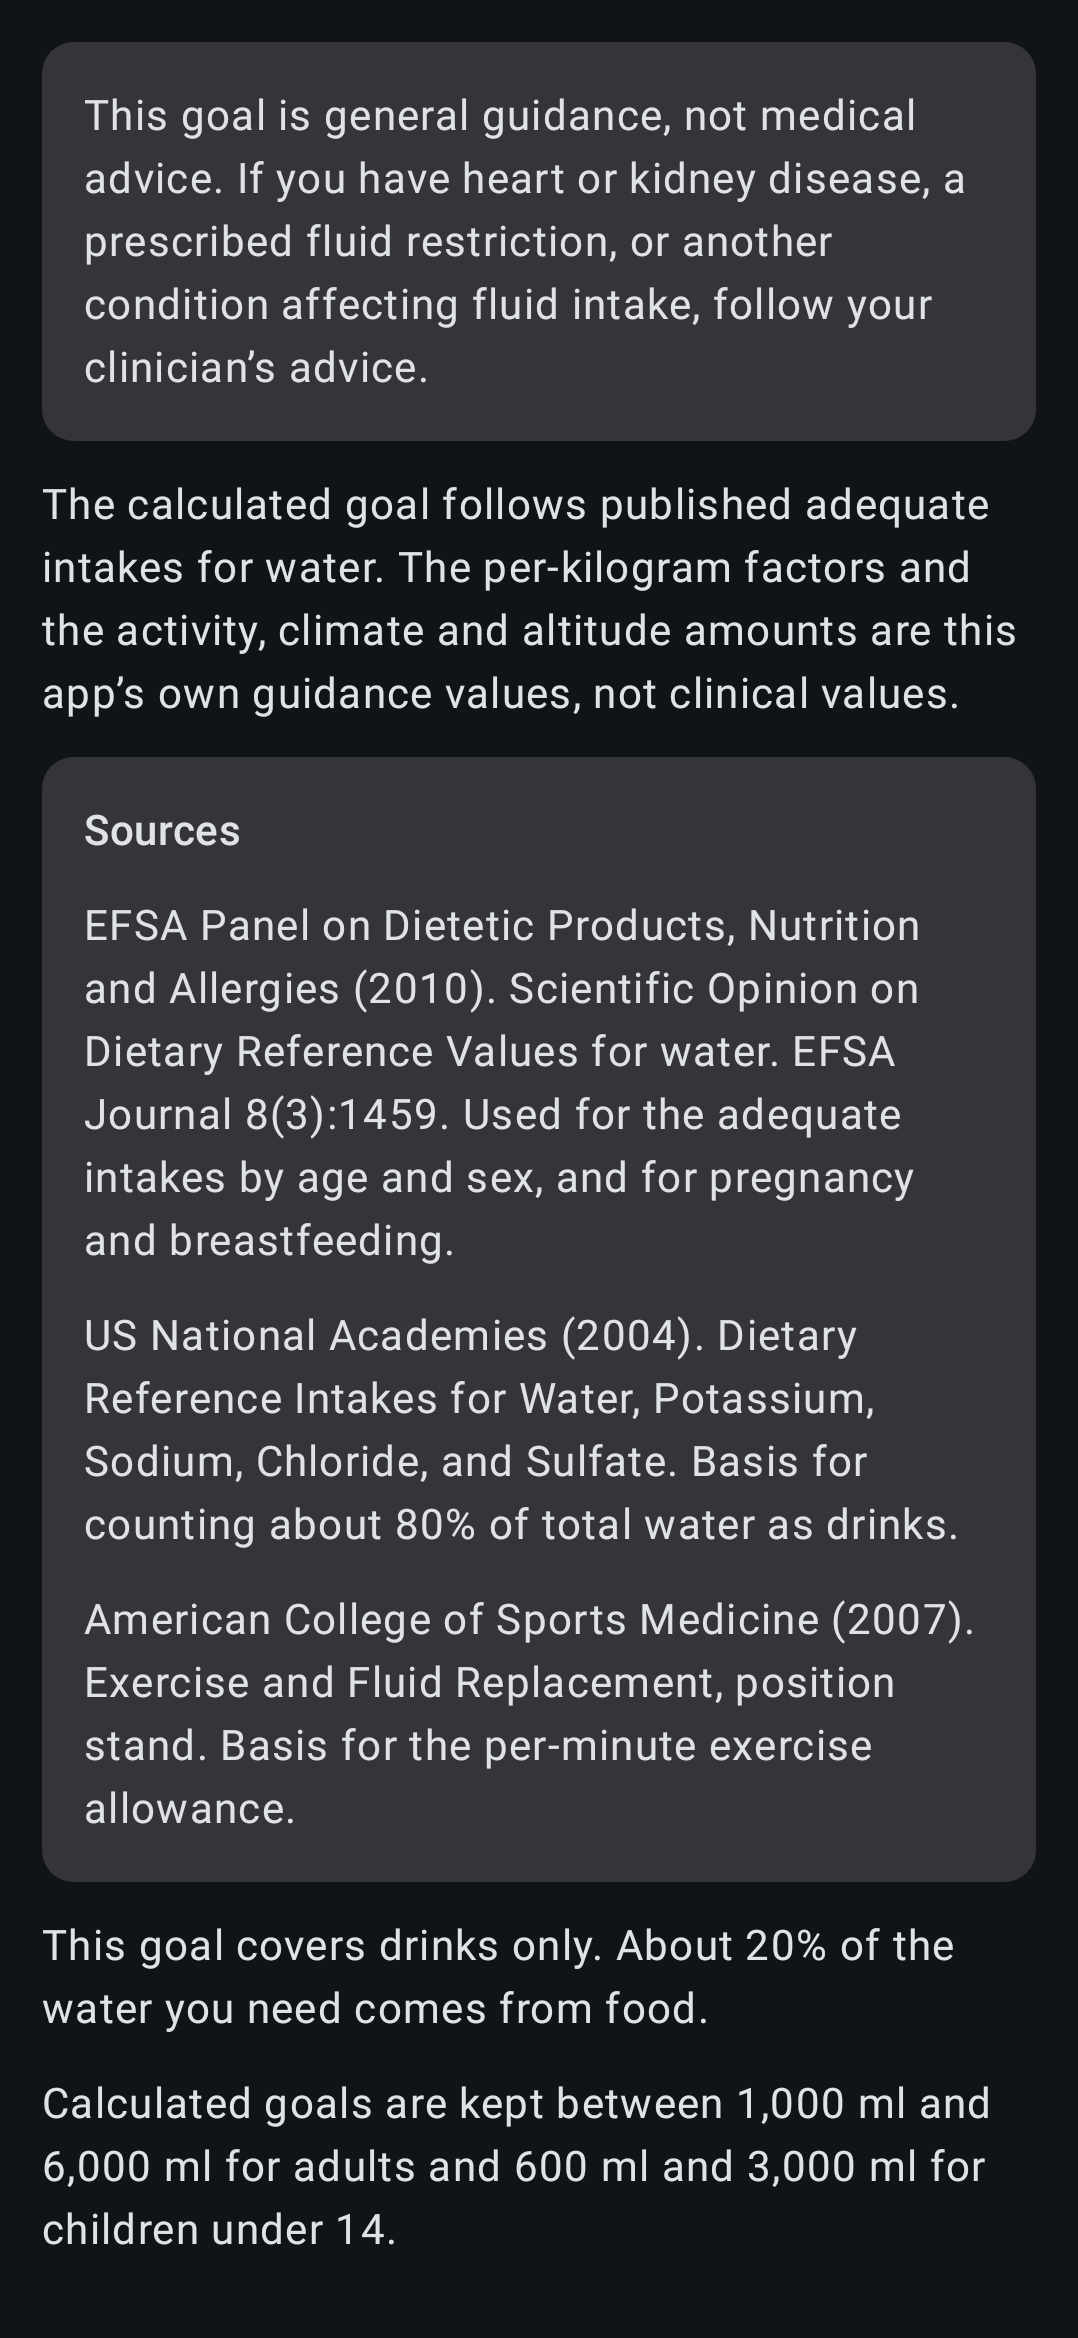 This goal is general guidance, not medical
advice. If you have heart or kidney disease, a
prescribed fluid restriction, or another
condition affecting fluid intake, follow your
clinician’s advice.
The calculated goal follows published adequate
intakes for water. The per-kilogram factors and
the activity, climate and altitude amounts are this
app’s own guidance values, not clinical values.
Sources
EFSA Panel on Dietetic Products, Nutrition
and Allergies (2010). Scientific Opinion on
Dietary Reference Values for water. EFSA
Journal 8(3):1459. Used for the adequate
intakes by age and sex, and for pregnancy
and breastfeeding.
US National Academies (2004). Dietary
Reference Intakes for Water, Potassium,
Sodium, Chloride, and Sulfate. Basis for
counting about 80% of total water as drinks.
American College of Sports Medicine (2007).
Exercise and Fluid Replacement, position
stand. Basis for the per-minute exercise
allowance.
This goal covers drinks only. About 20% of the
water you need comes from food.
Calculated goals are kept between 1,000 ml and
6,000 ml for adults and 600 ml and 3,000 ml for
children under 14.